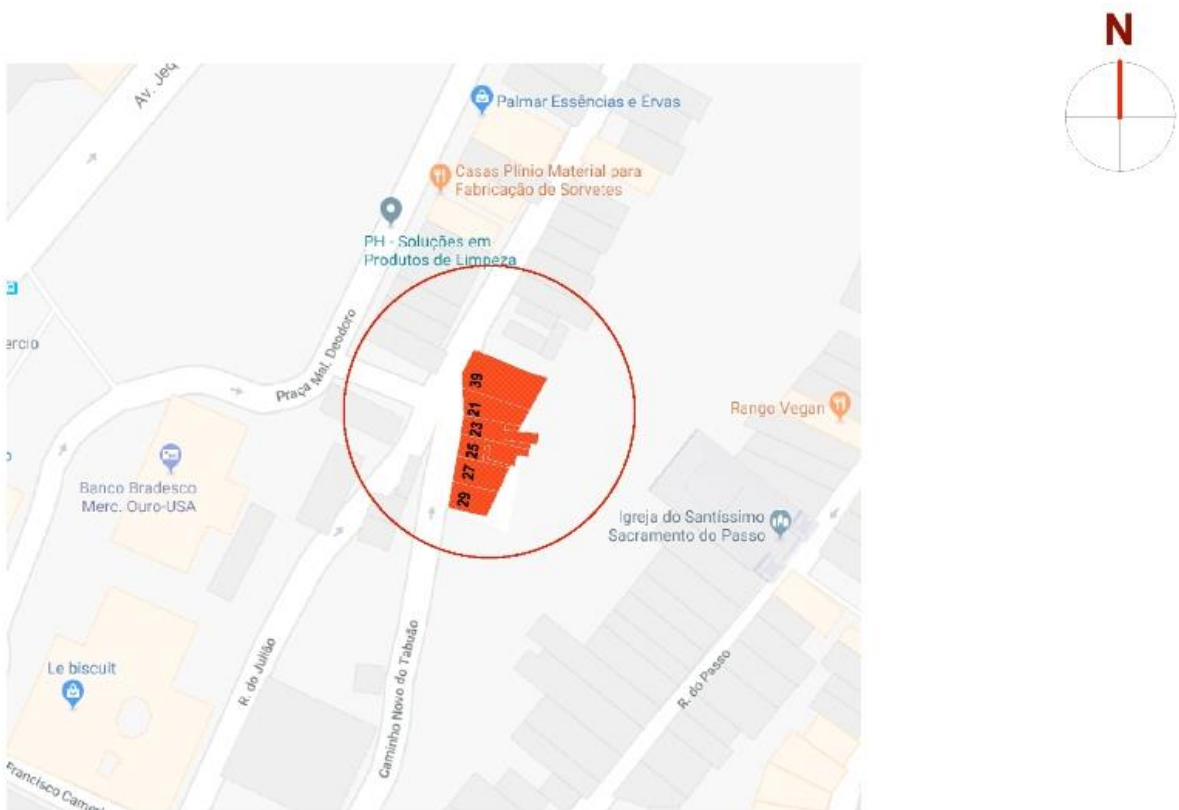 N
Av. Jeq
Palmar Essências e Ervas
Casas Plínio Material para
Fabricação de Sorvetes
PH - Soluções em
Produtos de Limpeza
ercio
Praça Mal. Deodoro
39
21
23
25
27
29
Rango Vegan
Banco Bradesco
Merc. Ouro-USA
Igreja do Santíssimo
Sacramento do Passo
Le biscuit
R. do Julião
Caminho Novo do Tabuão
R. do Passo
Francisco Camer